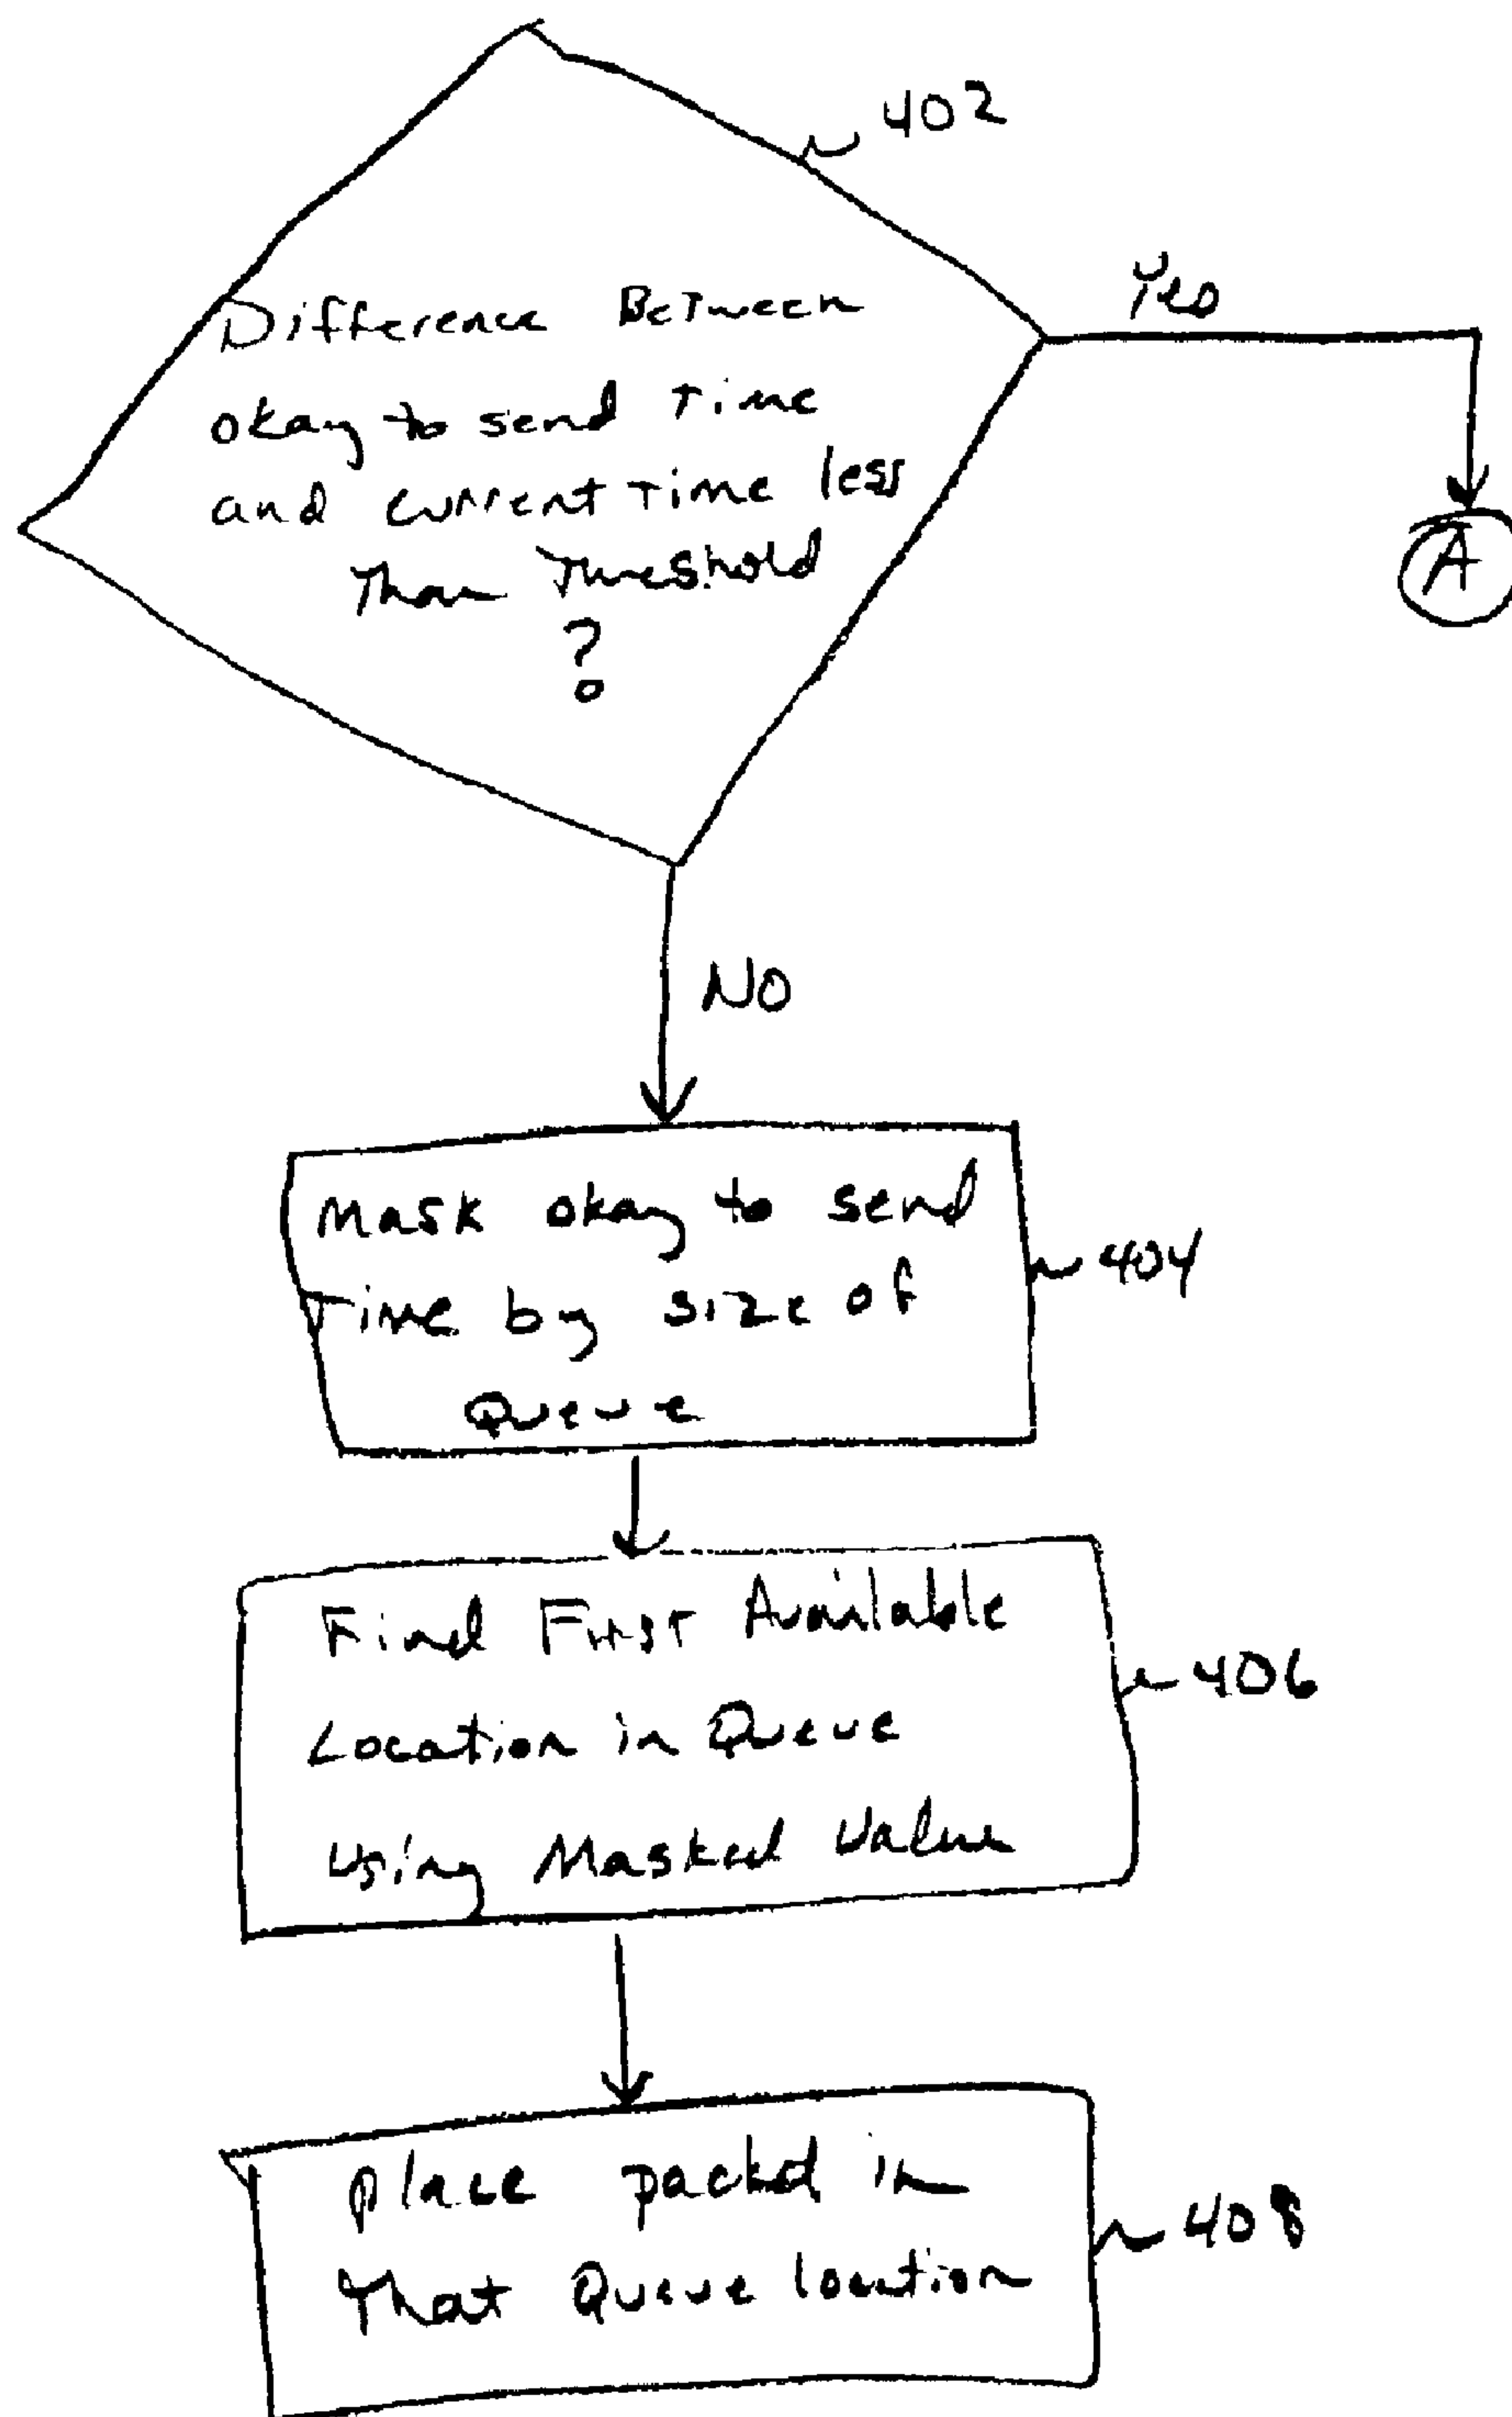 402
Difference Between
okay to send Time
and current Time less
Than Threshold
?
Yes
A
No
Mask okay to send
Time by size of
Queue
404
Find First Available
Location in Queue
Using Masked Value
406
Place packet in
That Queue location
408